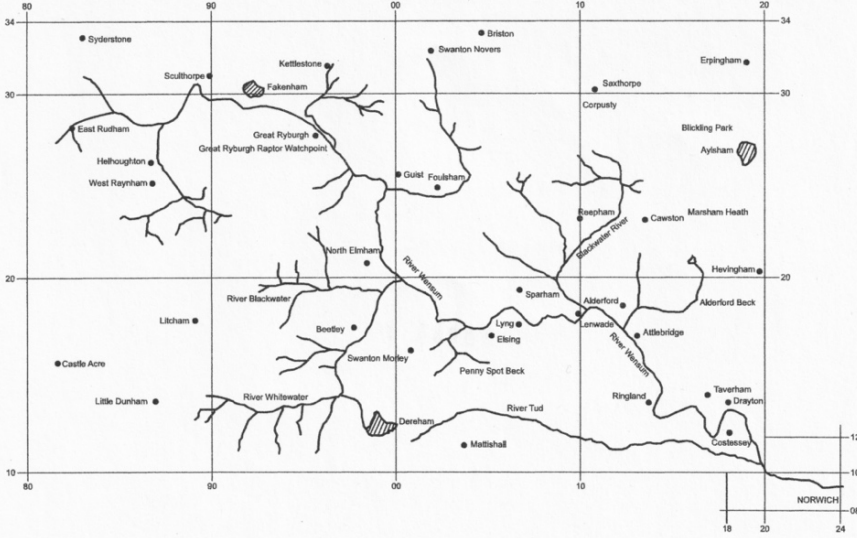 80 90 00 10 20
34 34
Briston
Syderstone
Swanton Novers
Erpingham
Kettlestone
Sculthorpe
Saxthorpe
Fakenham
30 30
Corpusty
East Rudham
Blickling Park
Great Ryburgh
Great Ryburgh Raptor Watchpoint
Aylsham
Helhoughton
Guist
Foulsham
West Raynham
Reepham
Cawston
Marsham Heath
Blackwater River
North Elmham
River Wensum
Hevingham
20 20
River Blackwater
Sparham
Alderford
Alderford Beck
Litcham
Beetley
Lyng
Lenwade
Elsing
Attlebridge
Swanton Morley
River Wensum
Castle Acre
Penny Spot Beck
Little Dunham
River Whitewater
Ringland
Taverham
Drayton
River Tud
Dereham
Costessey
12
Mattishall
10 10
NORWICH
08
80 90 00 10 18 20 24